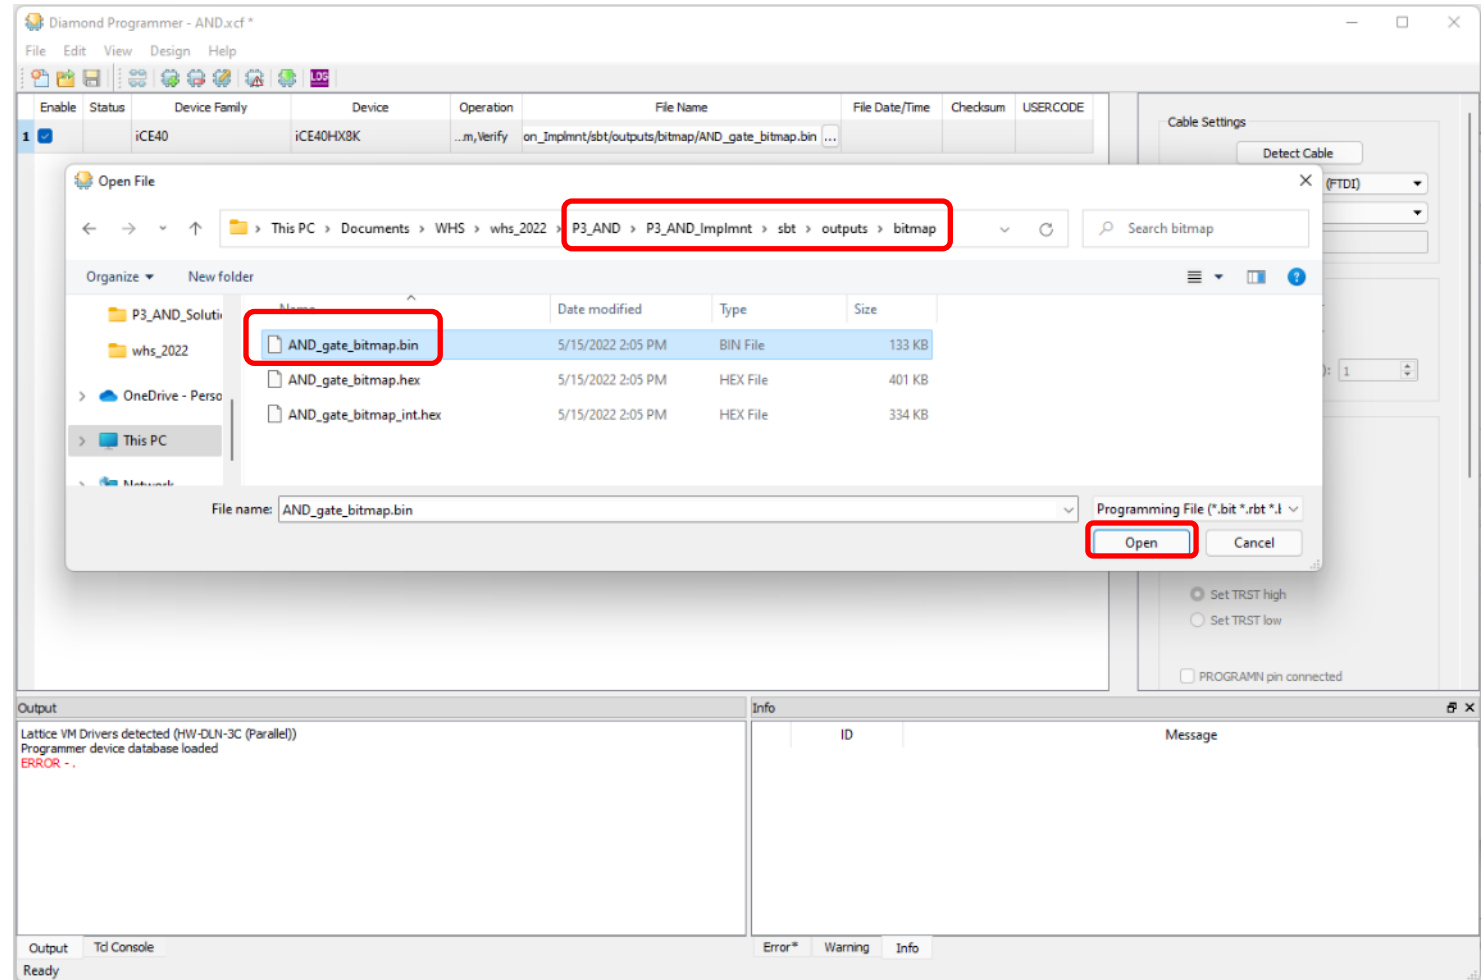 Diamond Programmer - AND.xcf *
File Edit View Design Help
LOG
Enable Status Device Family Device Operation File Name File Date/Time Checksum USERCODE
1 iCE40 iCE40HX8K ...m,Verify on_Implmnt/sbt/outputs/bitmap/AND_gate_bitmap.bin ...
Cable Settings
Detect Cable
(FTDI)
Open File
This PC > Documents > WHS > whs_2022 > P3_AND > P3_AND_Implmnt > sbt > outputs > bitmap
Search bitmap
Organize New folder
Name Date modified Type Size
P3_AND_Soluti
whs_2022
OneDrive - Perso
This PC
Network
AND_gate_bitmap.bin 5/15/2022 2:05 PM BIN File 133 KB
AND_gate_bitmap.hex 5/15/2022 2:05 PM HEX File 401 KB
AND_gate_bitmap_int.hex 5/15/2022 2:05 PM HEX File 334 KB
): 1
File name: AND_gate_bitmap.bin
Programming File (*.bit *.rbt *.
Open Cancel
Set TRST high
Set TRST low
PROGRAMN pin connected
Output
Lattice VM Drivers detected (HW-DLN-3C (Parallel))
Programmer device database loaded
ERROR - .
Info
ID Message
Output Tcl Console
Error* Warning Info
Ready